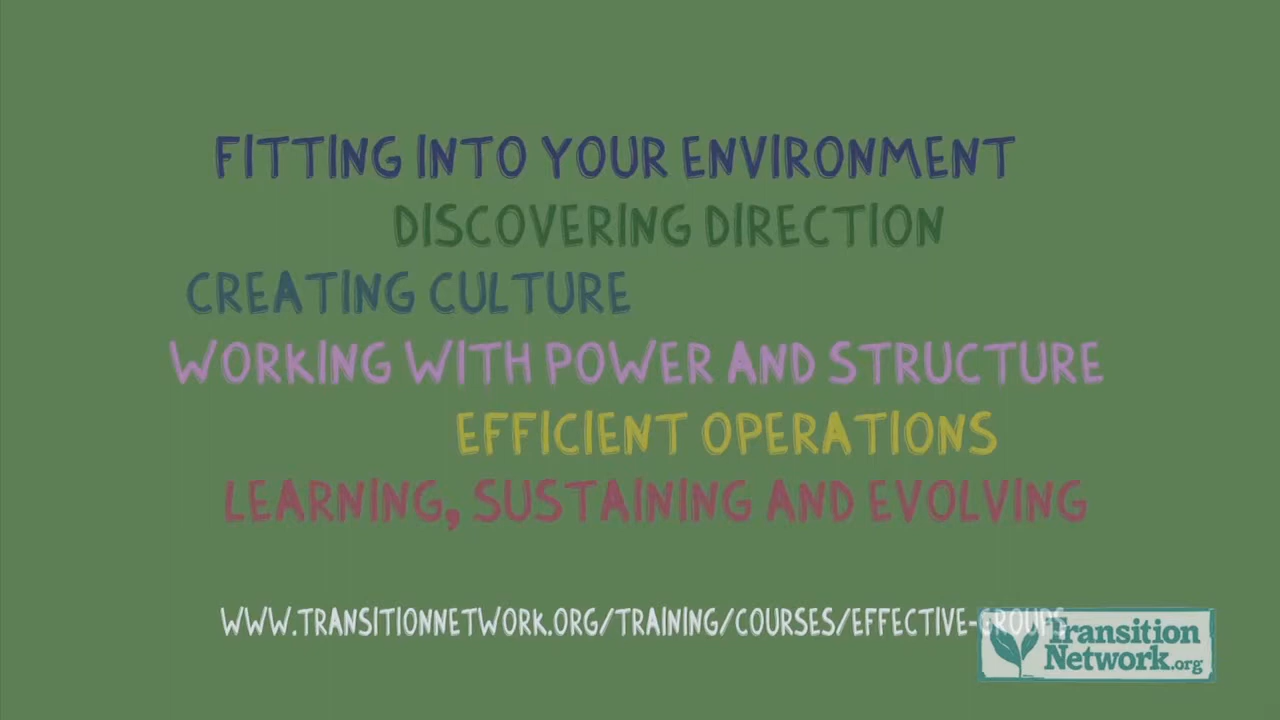 FITTING INTO YOUR ENVIRONMENT
DISCOVERING DIRECTION
CREATING CULTURE
WORKING WITH POWER AND STRUCTURE
EFFICIENT OPERATIONS
LEARNING, SUSTAINING AND EVOLVING
WWW.TRANSITIONNETWORK.ORG/TRAINING/COURSES/EFFECTIVE-GROUPS
Transition
Network.org